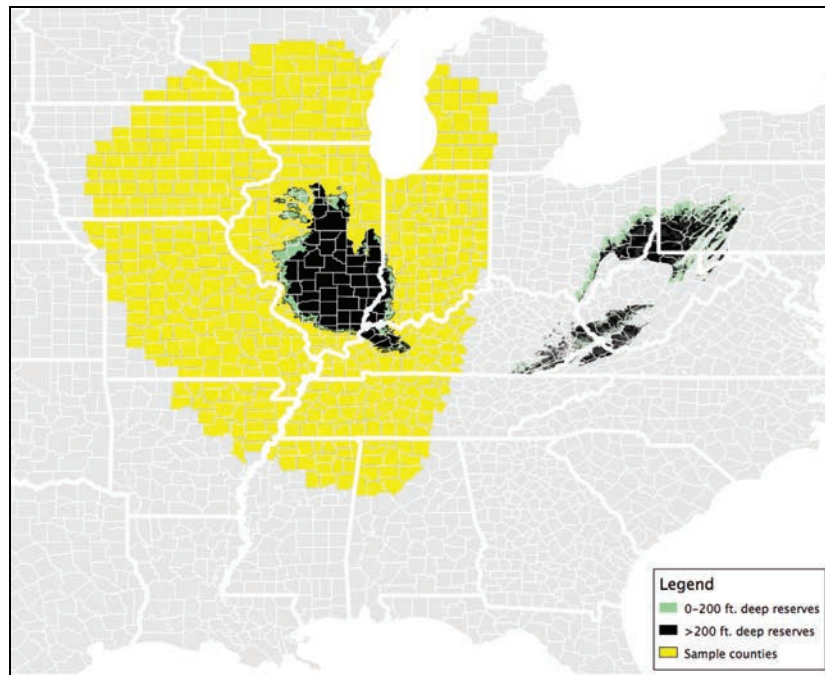 Legend
0–200 ft. deep reserves
>200 ft. deep reserves
Sample counties